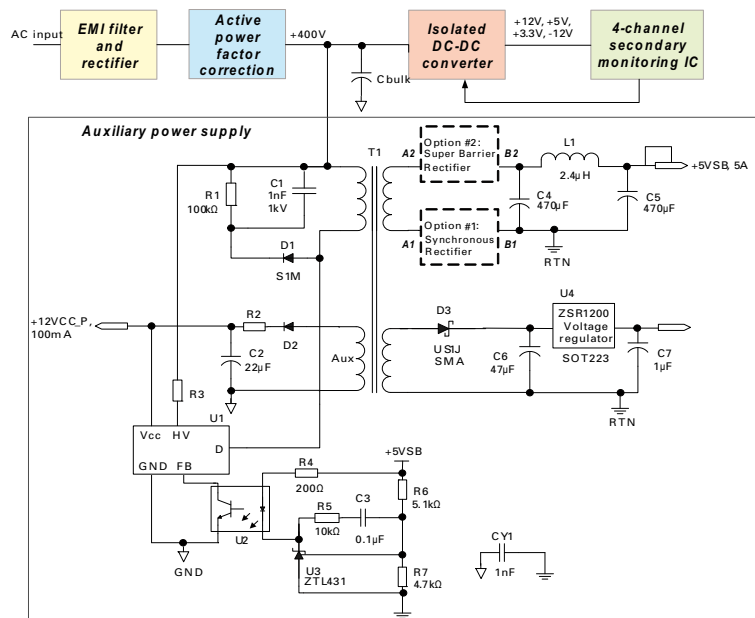 AC input
EMI filter
and
rectifier
Active
power
factor
correction
+400V
Cbulk
Isolated
DC-DC
converter
+12V, +5V,
+3.3V, -12V
4-channel
secondary
monitoring IC
Auxiliary power supply
T1
R1
100kΩ
C1
1nF
1kV
D1
S1M
A2
Option #2:
Super Barrier
Rectifier
B2
L1
2.4µH
+5VSB, 5A
C4
470µF
C5
470µF
A1
Option #1:
Synchronous
Rectifier
B1
RTN
+12VCC_P,
100mA
R2
D2
C2
22µF
Aux
D3
US1J
SMA
C6
47µF
U4
ZSR1200
Voltage
regulator
SOT223
C7
1µF
RTN
R3
U1
Vcc
HV
D
GND
FB
GND
U2
R4
200Ω
+5VSB
R5
10kΩ
C3
0.1µF
R6
5.1kΩ
U3
ZTL431
R7
4.7kΩ
CY1
1nF